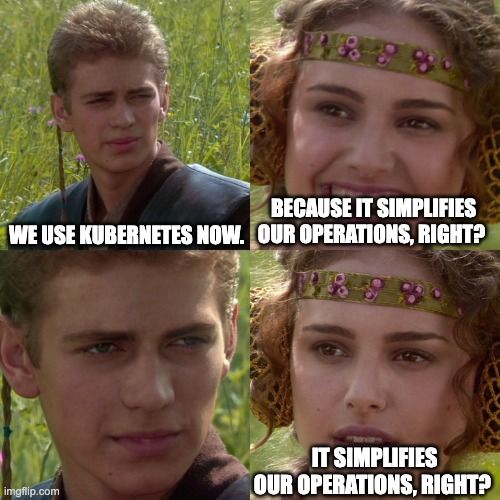 WE USE KUBERNETES NOW.
BECAUSE IT SIMPLIFIES
OUR OPERATIONS, RIGHT?
IT SIMPLIFIES
OUR OPERATIONS, RIGHT?
imgflip.com